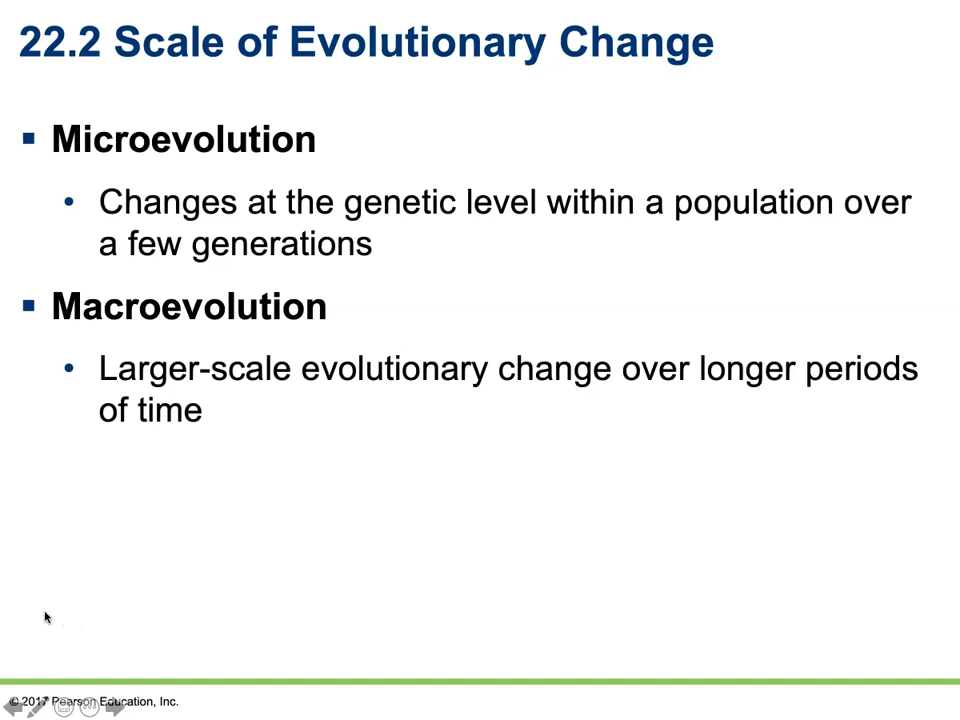 22.2 Scale of Evolutionary Change
▪ Microevolution
• Changes at the genetic level within a population over
a few generations
▪ Macroevolution
• Larger-scale evolutionary change over longer periods
of time
© 2017 Pearson Education, Inc.